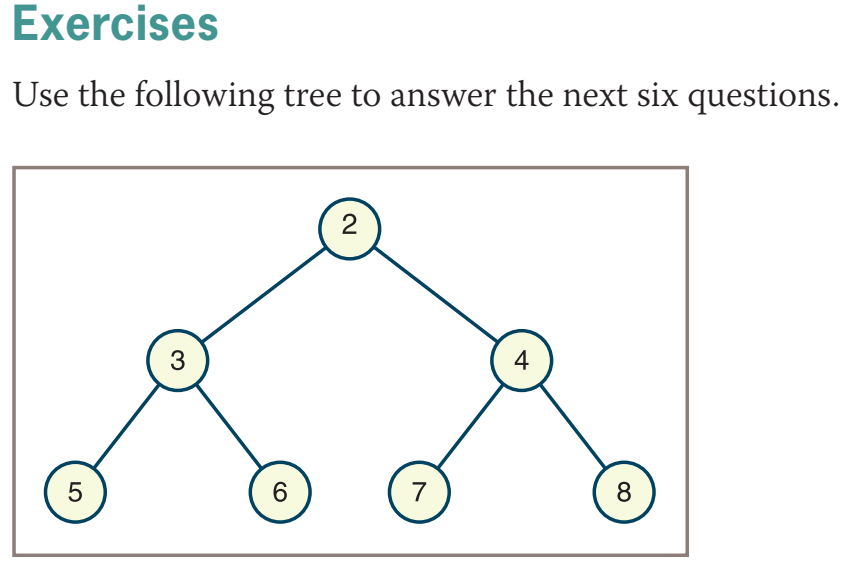 Exercises
Use the following tree to answer the next six questions.
2
3 4
5 6 7 8